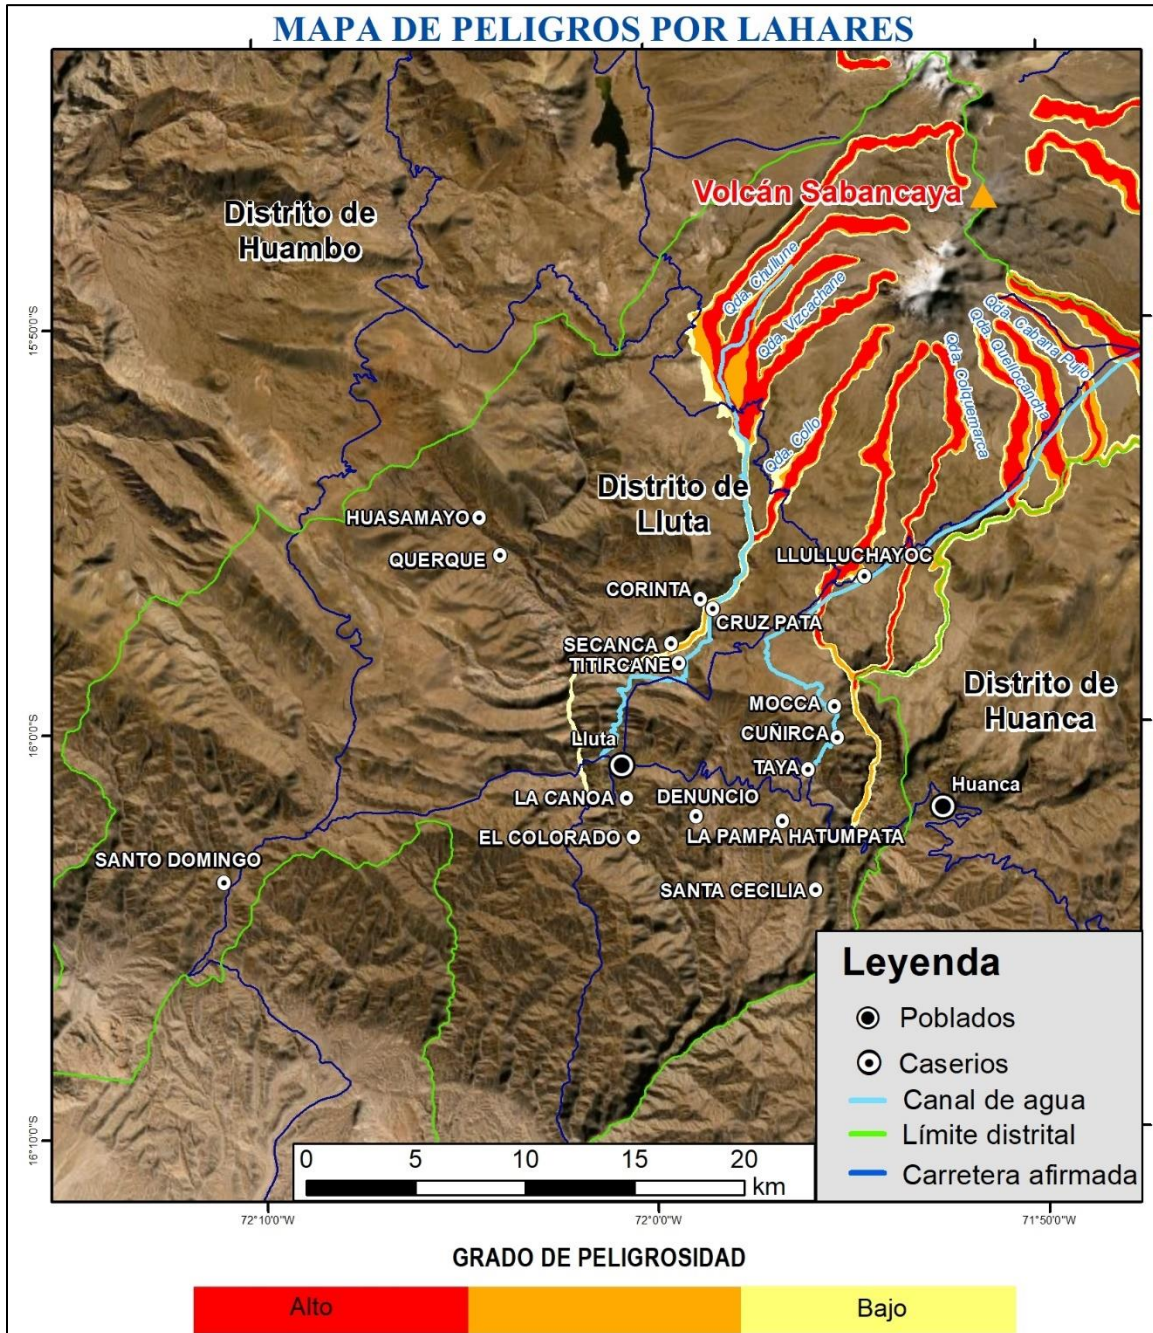 MAPA DE PELIGROS POR LAHARES
Volcán Sabancaya
Distrito de
Huambo
Qda. Chullune
Qda. Vizcachane
Qda. Cabaña Pujio
Qda. Quellocancha
Qda. Colquemarca
Qda. Collo
15°50'0"S
Distrito de
Lluta
HUASAMAYO
QUERQUE
LLULLUCHAYOC
CORINTA
CRUZ PATA
SECANCA
TITIRCANE
Distrito de
Huanca
MOCCA
CUÑIRCA
16°0'0"S
Lluta
TAYA
Huanca
LA CANOA
DENUNCIO
EL COLORADO
LA PAMPA HATUMPATA
SANTO DOMINGO
SANTA CECILIA
Leyenda
Poblados
Caserios
Canal de agua
Límite distrital
Carretera afirmada
16°10'0"S
0 5 10 15 20
km
72°10'0"W 72°0'0"W 71°50'0"W
GRADO DE PELIGROSIDAD
Alto Bajo